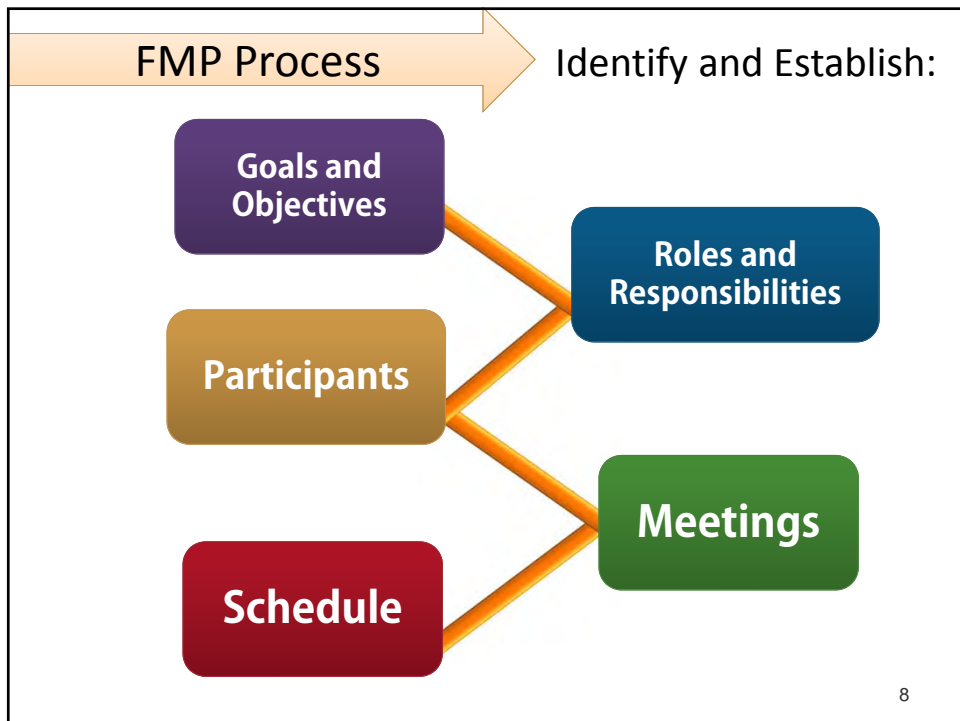 FMP Process
Identify and Establish:
Goals and
Objectives
Roles and
Responsibilities
Participants
Meetings
Schedule
8